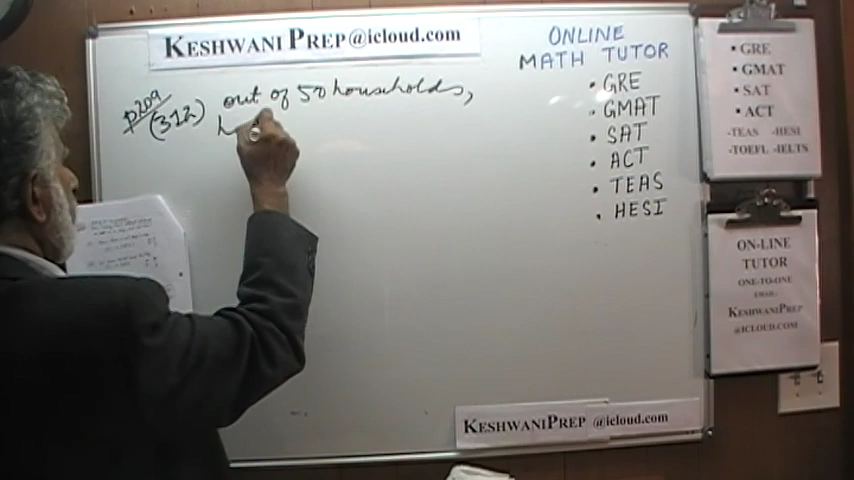 KESHWANI PREP@icloud.com
p209
(312) out of 50 households,
ONLINE
MATH TUTOR
• GRE
• GMAT
• SAT
• ACT
• TEAS
• HESI
• GRE
• GMAT
• SAT
• ACT
-TEAS -HESI
-TOEFL -IELTS
ON-LINE
TUTOR
ONE-TO-ONE
EMAIL:
KESHWANIPREP
@ICLOUD.COM
KESHWANIPREP @icloud.com